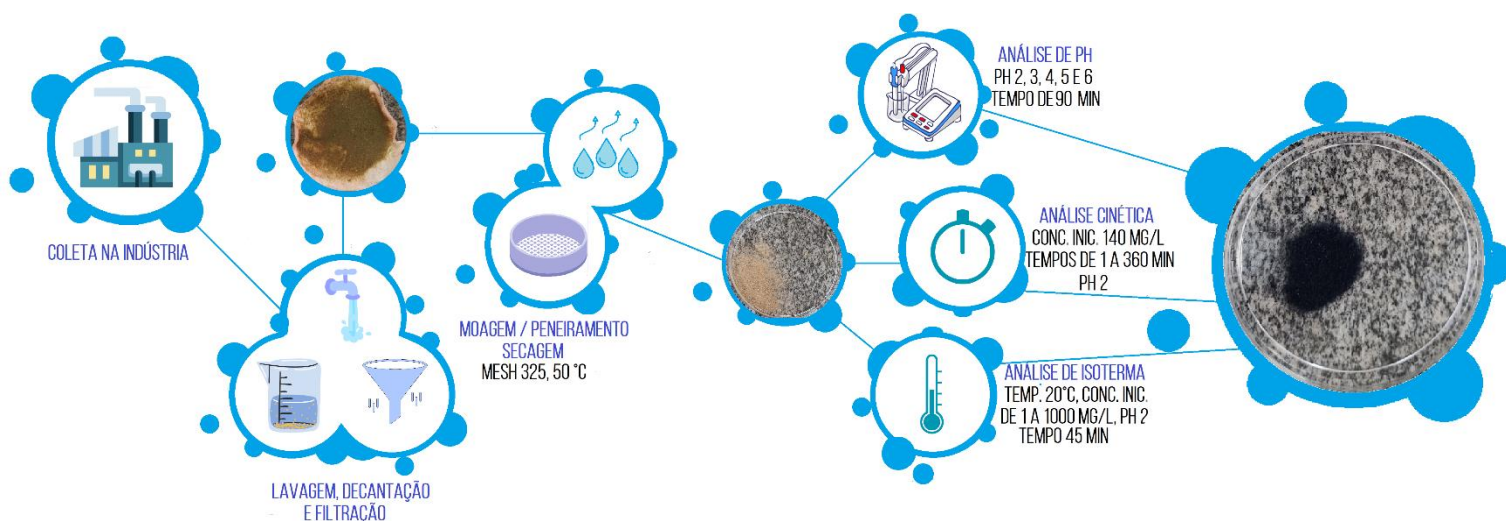 COLETA NA INDÚSTRIA
LAVAGEM, DECANTAÇÃO
E FILTRAÇÃO
MOAGEM / PENEIRAMENTO
SECAGEM
MESH 325, 50 °C
ANÁLISE DE PH
PH 2, 3, 4, 5 E 6
TEMPO DE 90 MIN
ANÁLISE CINÉTICA
CONC. INIC. 140 MG/L
TEMPOS DE 1 A 360 MIN
PH 2
ANÁLISE DE ISOTERMA
TEMP. 20°C, CONC. INIC.
DE 1 A 1000 MG/L, PH 2
TEMPO 45 MIN